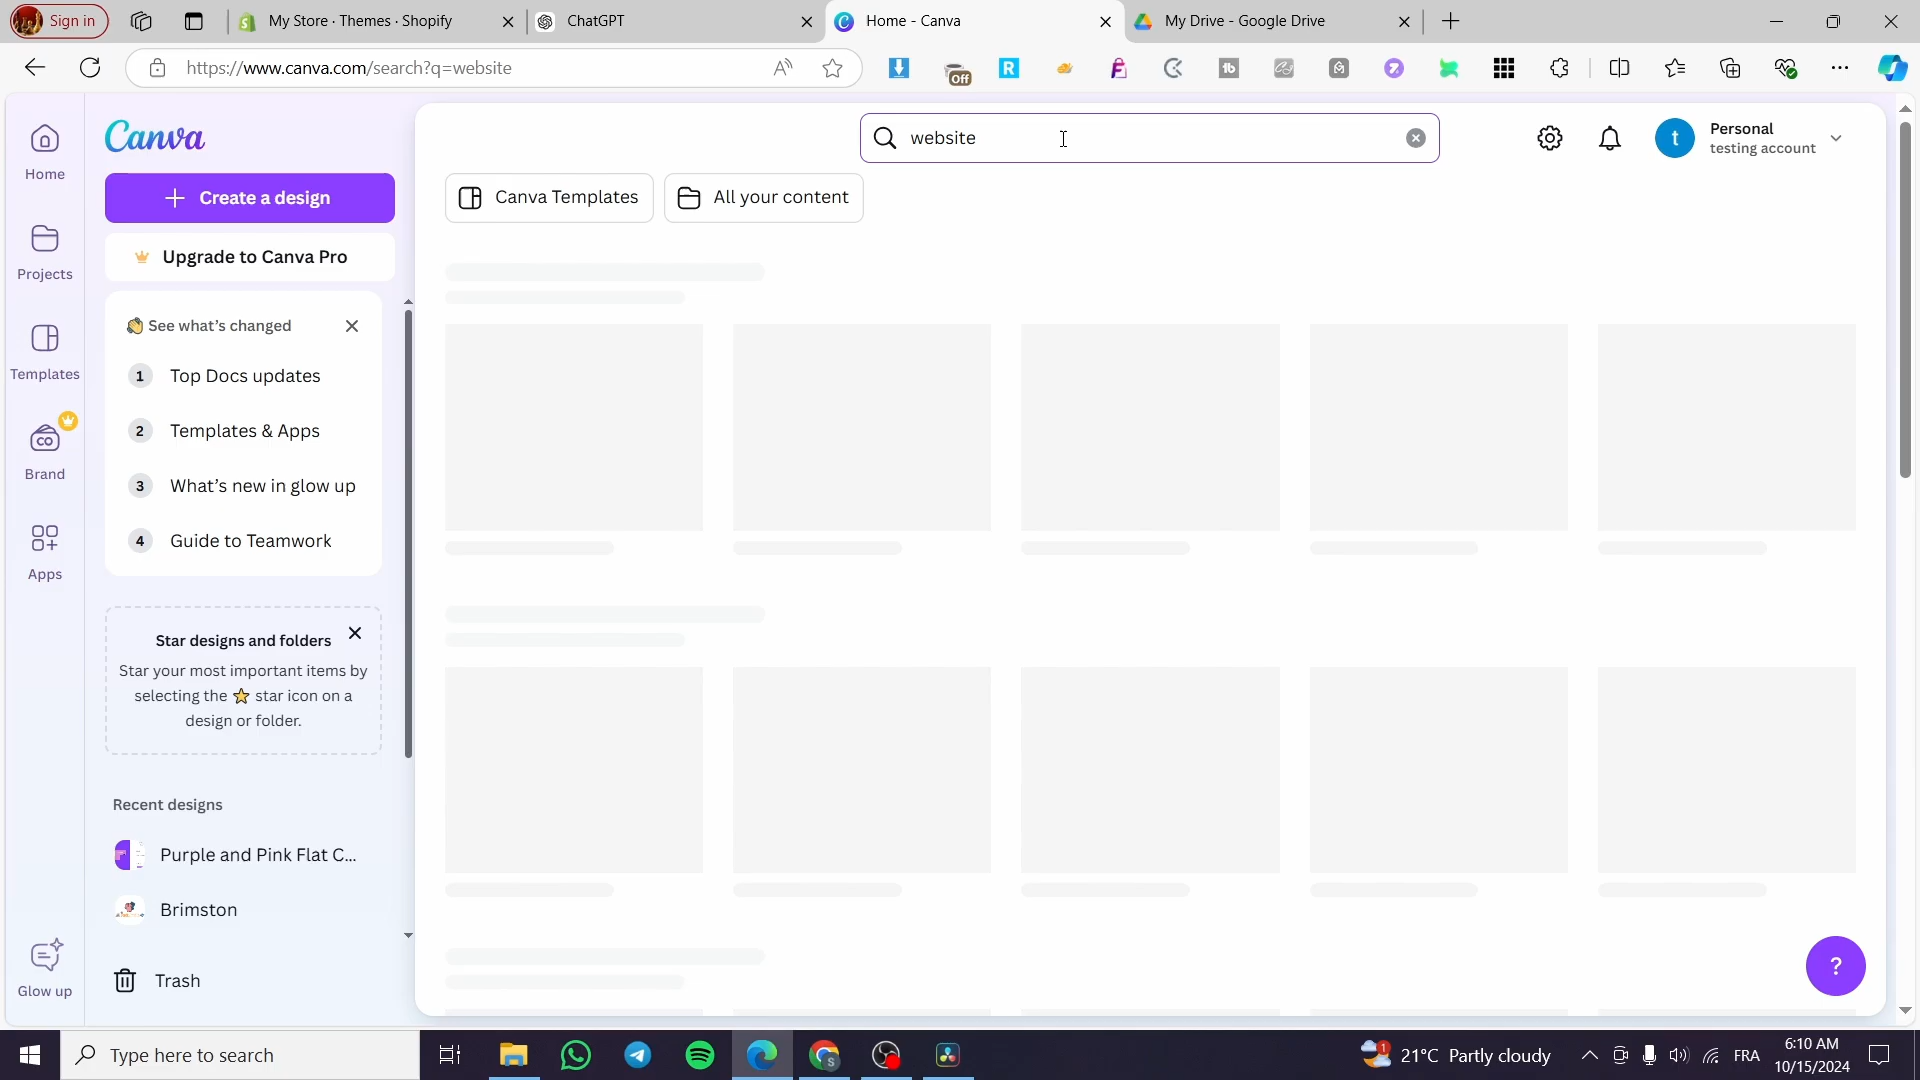 Sign in
My Store · Themes · Shopify
ChatGPT
Home - Canva
My Drive - Google Drive
https://www.canva.com/search?q=website
Off
Home
Projects
Templates
Brand
Apps
Glow up
Canva
Create a design
Upgrade to Canva Pro
👋 See what's changed
1 Top Docs updates
2 Templates & Apps
3 What's new in glow up
4 Guide to Teamwork
Star designs and folders
Star your most important items by
selecting the ⭐ star icon on a
design or folder.
Recent designs
Purple and Pink Flat C...
Brimston
Trash
website
Personal
testing account
t
Canva Templates
All your content
?
Type here to search
21°C Partly cloudy
FRA
6:10 AM
10/15/2024